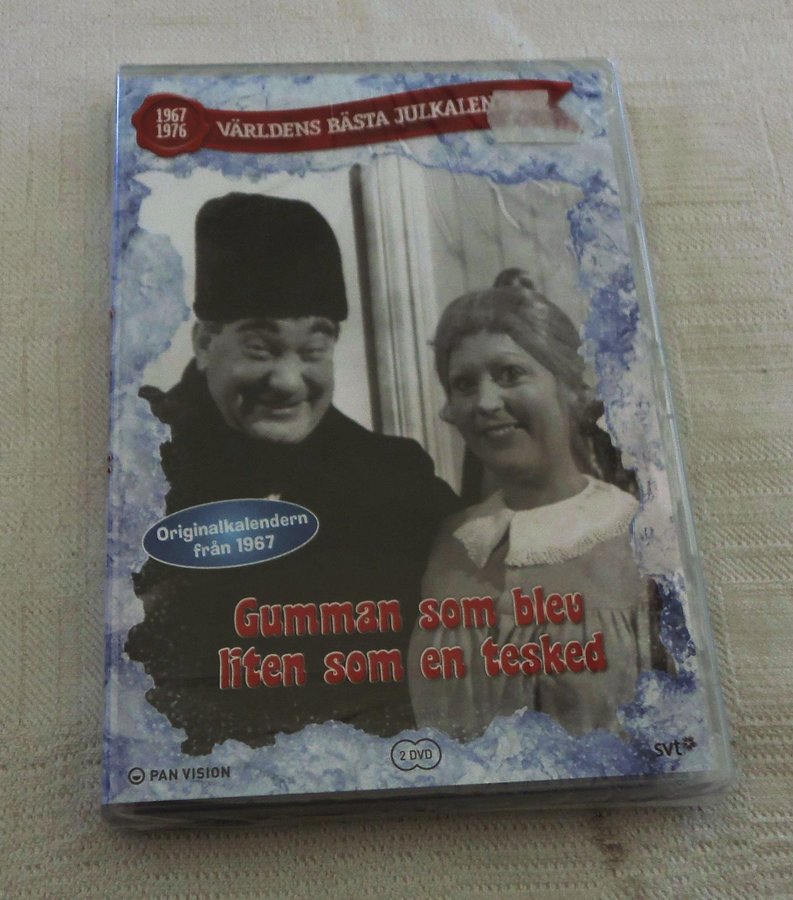 1967
1976
VÄRLDENS BÄSTA
Originalkalendern
från 1967
Gumman som blev
liten som en tesked
2 DVD
PAN VISION
svt